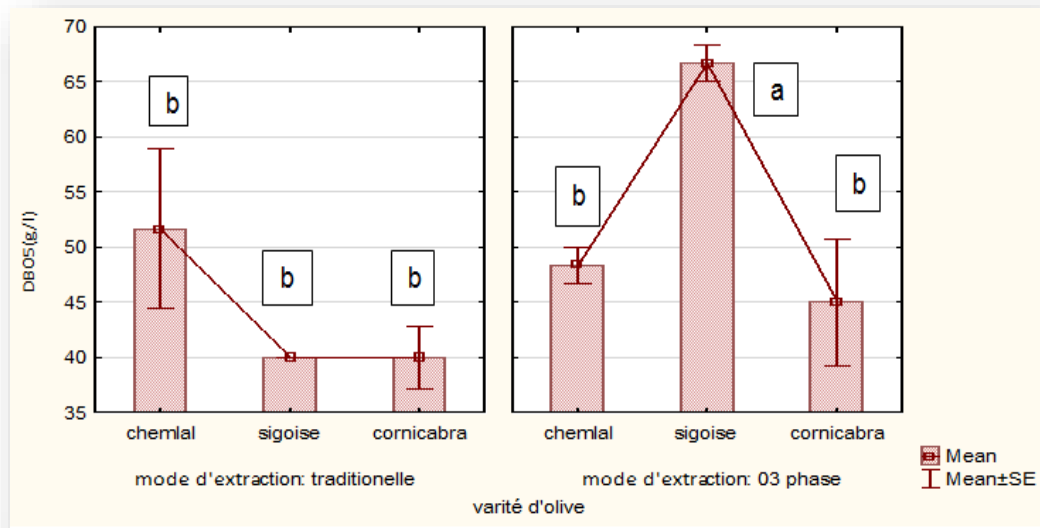 DBO5(g/l)
70
65
60
55
50
45
40
35
b
b
b
b
a
b
chemlal sigoise cornicabra
chemlal sigoise cornicabra
mode d'extraction: traditionelle
mode d'extraction: 03 phase
varité d'olive
Mean
Mean±SE